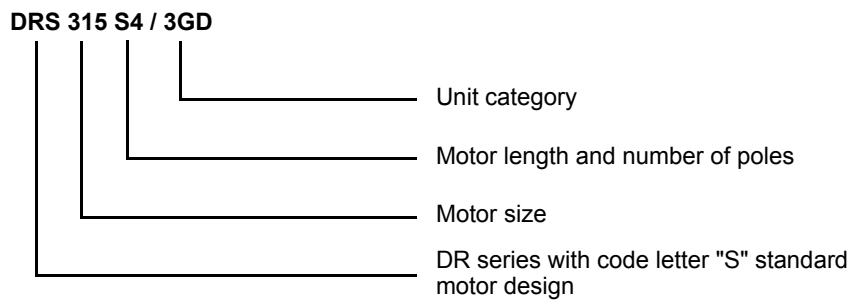 DRS 315 S4 / 3GD
Unit category
Motor length and number of poles
Motor size
DR series with code letter "S" standard
motor design